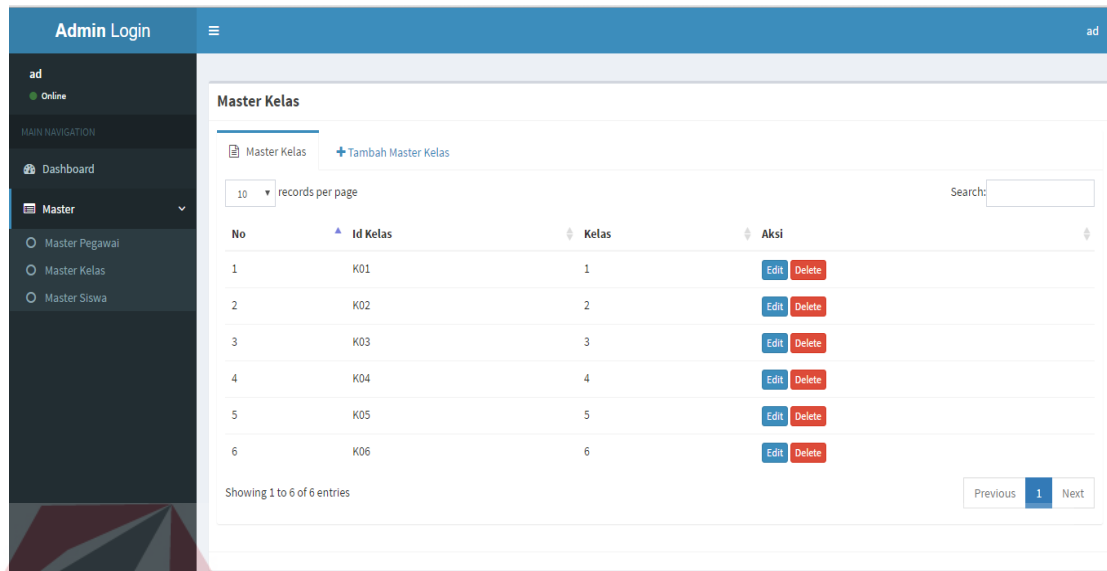 Admin Login
ad
ad
Online
MAIN NAVIGATION
Dashboard
Master
Master Pegawai
Master Kelas
Master Siswa
Master Kelas
Master Kelas
Tambah Master Kelas
10 records per page
Search:
No Id Kelas Kelas Aksi
1 K01 1 Edit Delete
2 K02 2 Edit Delete
3 K03 3 Edit Delete
4 K04 4 Edit Delete
5 K05 5 Edit Delete
6 K06 6 Edit Delete
Showing 1 to 6 of 6 entries
Previous 1 Next